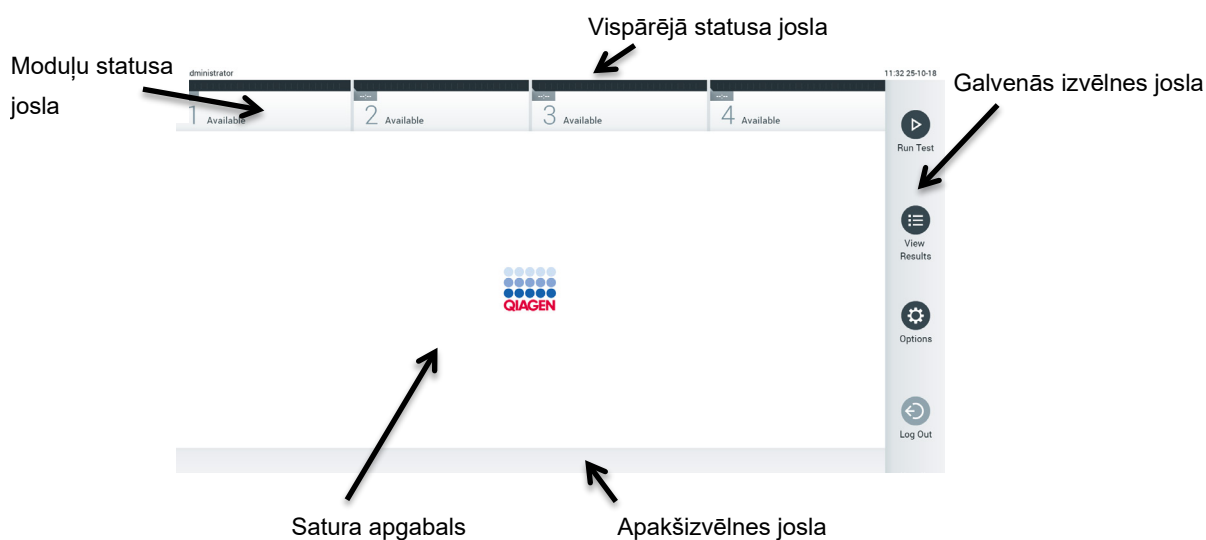 Vispārējā statusa josla
Moduļu statusa
josla
dministrator
11:32 25-10-18
Galvenās izvēlnes josla
1 Available
--:--
2 Available
--:--
3 Available
--:--
4 Available
Run Test
View
Results
QIAGEN
Options
Log Out
Satura apgabals
Apakšizvēlnes josla